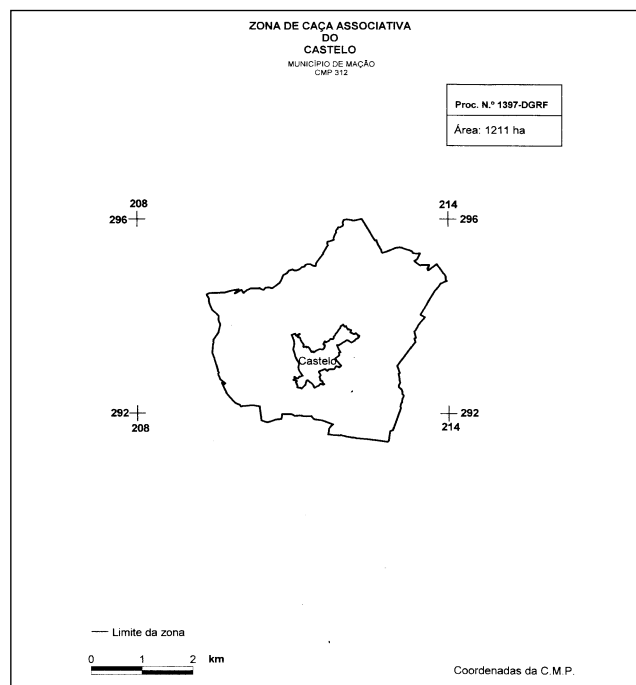 ZONA DE CAÇA ASSOCIATIVA
DO
CASTELO
MUNICÍPIO DE MAÇÃO
CMP 312
Proc. N.º 1397-DGRF
Área: 1211 ha
208
296
214
296
Castelo
292
208
292
214
Limite da zona
0 1 2 km
Coordenadas da C.M.P.